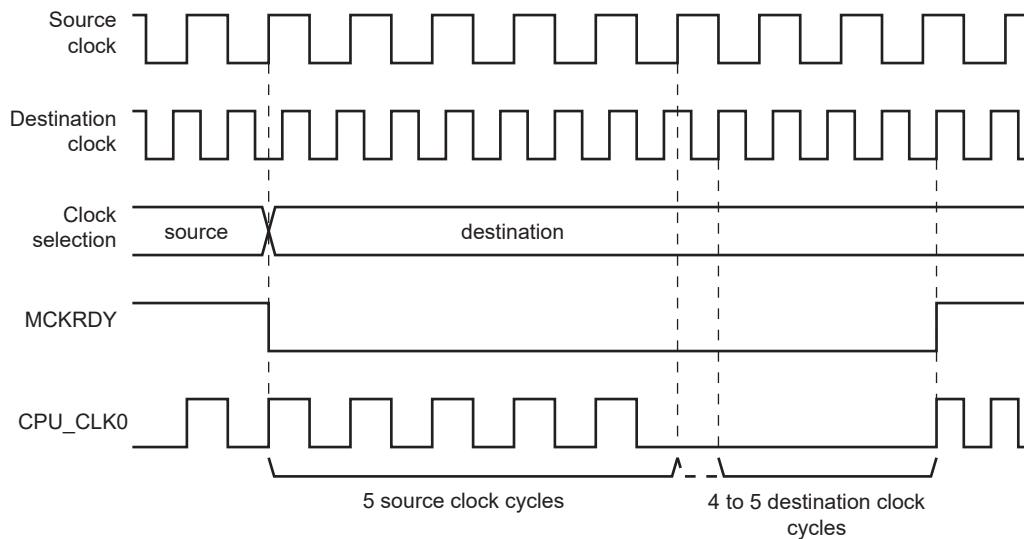 Source
clock
Destination
clock
Clock
selection
source
destination
MCKRDY
CPU_CLK0
5 source clock cycles
4 to 5 destination clock
cycles